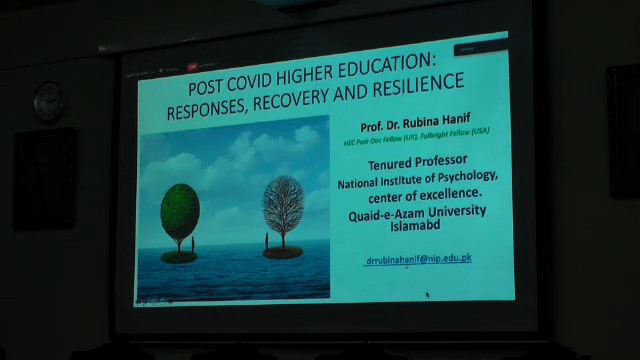 POST COVID HIGHER EDUCATION:
RESPONSES, RECOVERY AND RESILIENCE
Prof. Dr. Rubina Hanif
HEC Post-Doc Fellow (UK), Fulbright Fellow (USA)
Tenured Professor
National Institute of Psychology,
center of excellence.
Quaid-e-Azam University
Islamabd
drrubinahanif@nip.edu.pk